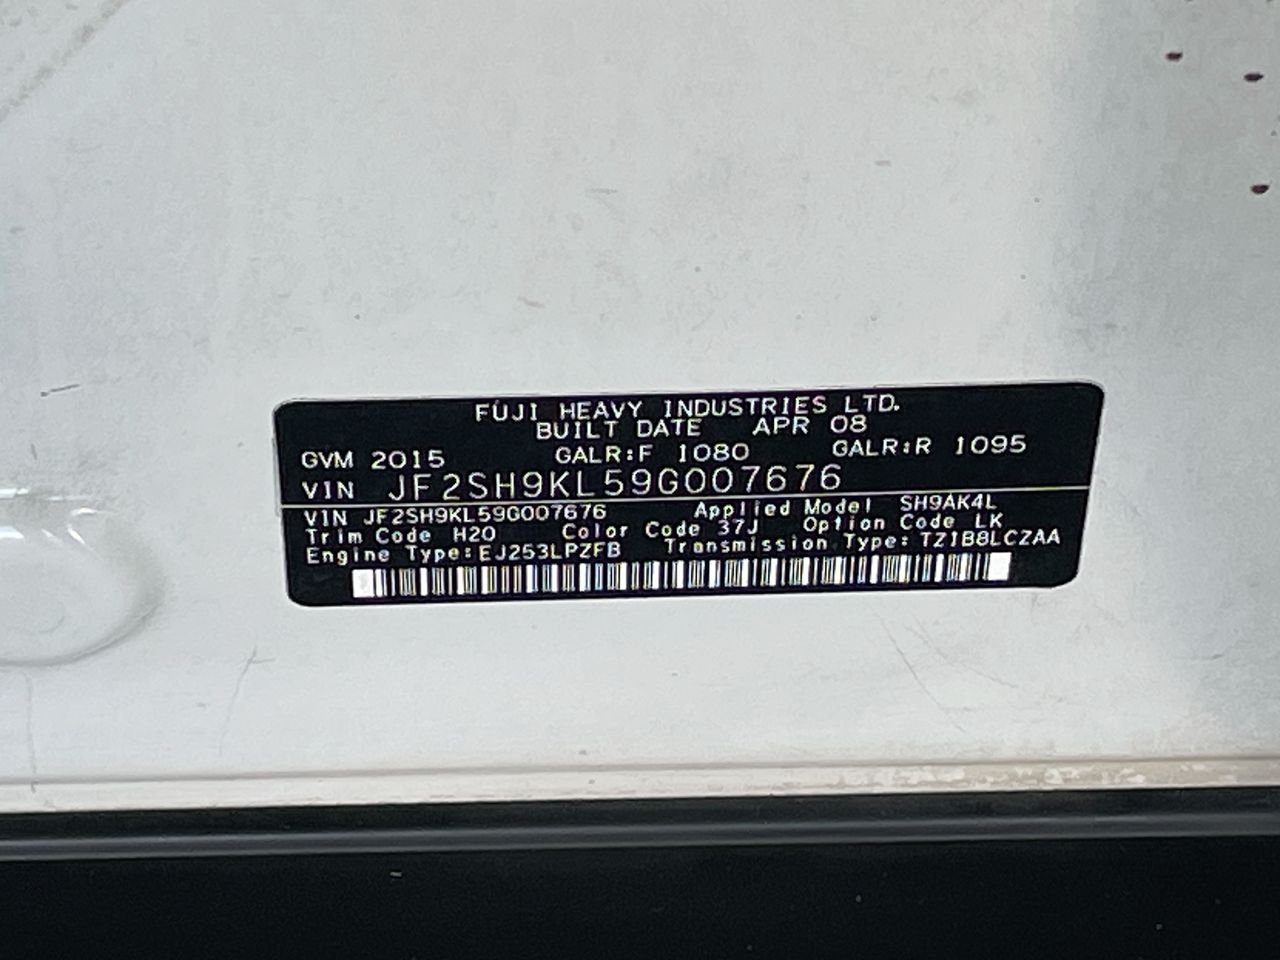 FUJI HEAVY INDUSTRIES LTD.
BUILT DATE APR 08
GVM 2015 GALR:F 1080 GALR:R 1095
VIN JF2SH9KL59G007676
VIN JF2SH9KL59G007676 Applied Model SH9AK4L
Trim Code H20 Color Code 37J Option Code LK
Engine Type:EJ253LPZFB Transmission Type:TZ1B8LCZAA